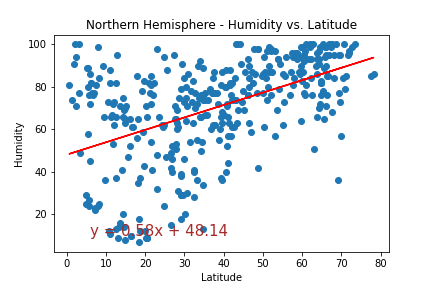 Northern Hemisphere - Humidity vs. Latitude
100
80
60
40
20
Humidity
y = 0.58x + 48.14
0 10 20 30 40 50 60 70 80
Latitude